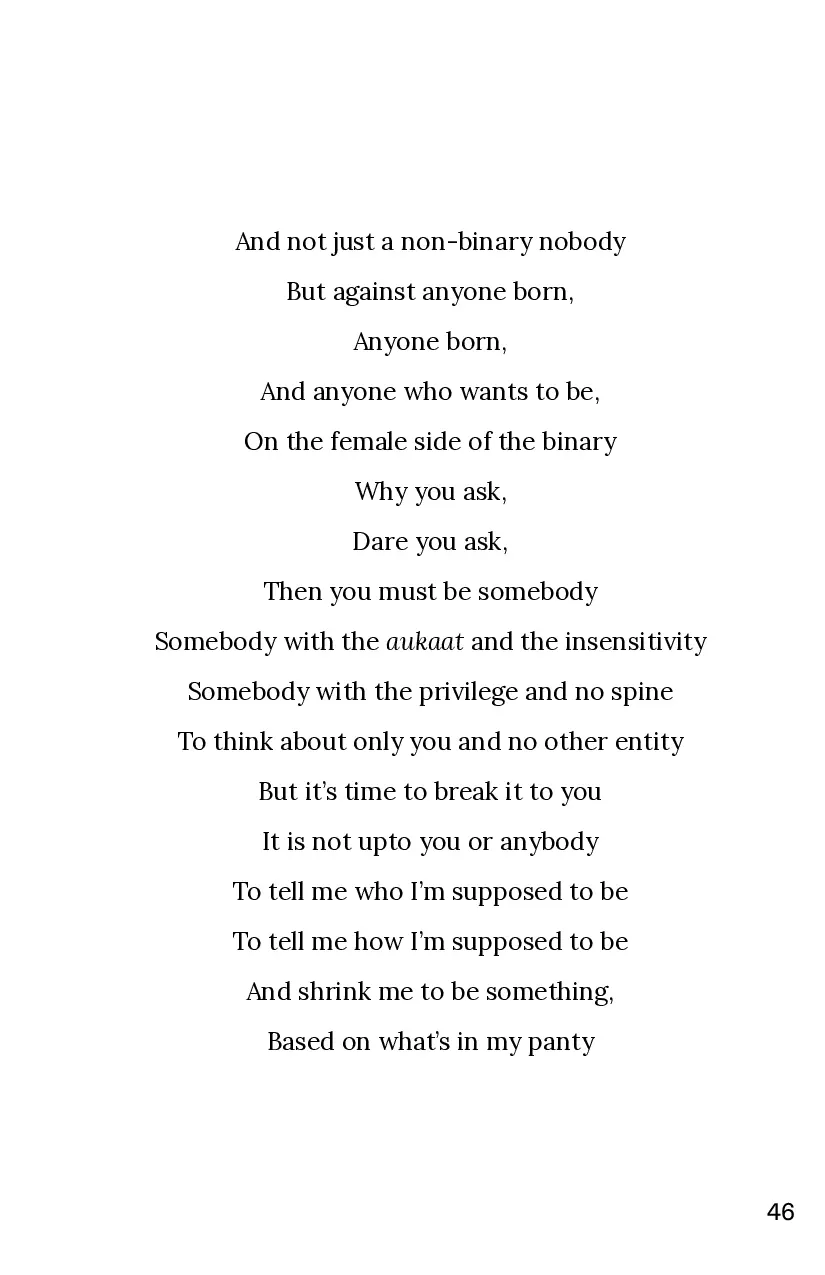 And not just a non-binary nobody
But against anyone born,
Anyone born,
And anyone who wants to be,
On the female side of the binary
Why you ask,
Dare you ask,
Then you must be somebody
Somebody with the aukaat and the insensitivity
Somebody with the privilege and no spine
To think about only you and no other entity
But it’s time to break it to you
It is not upto you or anybody
To tell me who I’m supposed to be
To tell me how I’m supposed to be
And shrink me to be something,
Based on what’s in my panty
46